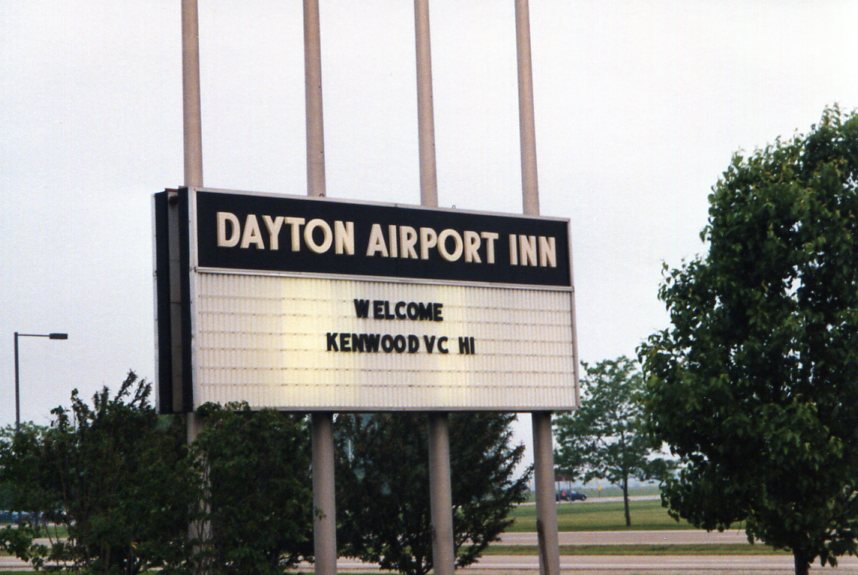 DAYTON AIRPORT INN
WELCOME
KENWOOD VC HI